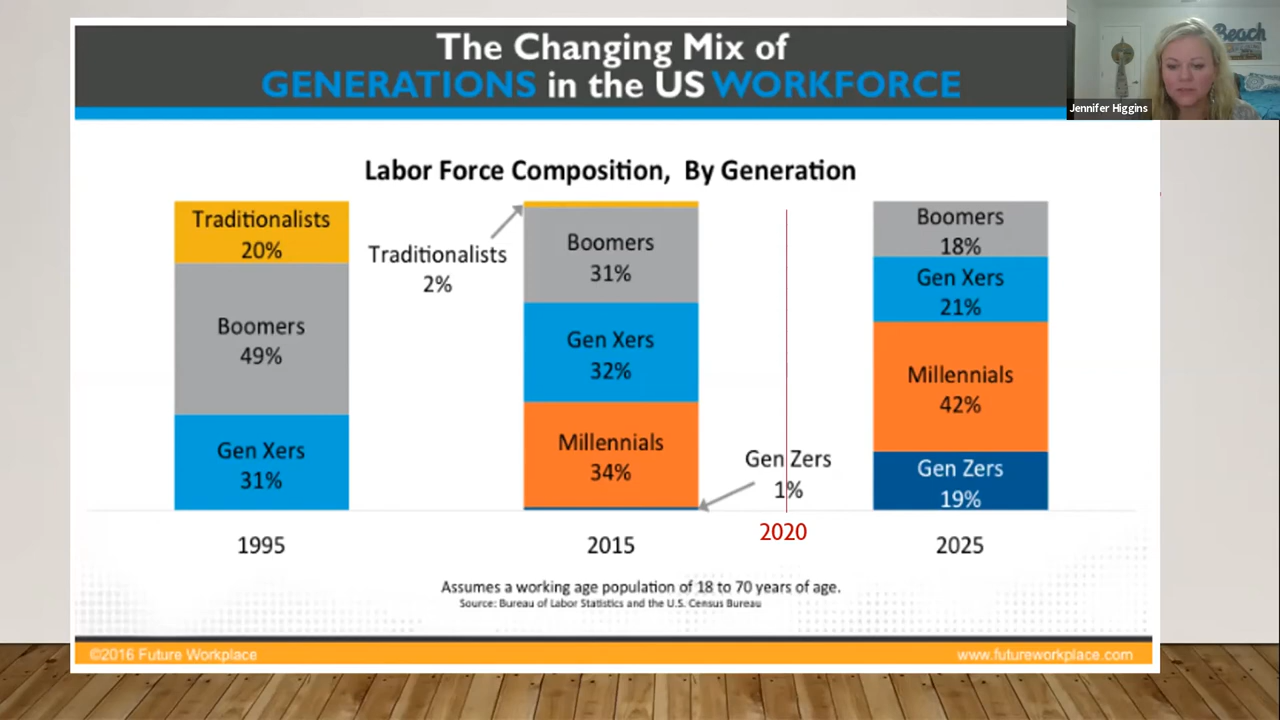 The Changing Mix of
GENERATIONS in the US WORKFORCE
Beach
Jennifer Higgins
Labor Force Composition, By Generation
Traditionalists
20%
Boomers
49%
Gen Xers
31%
Traditionalists
2%
Boomers
31%
Gen Xers
32%
Millennials
34%
Gen Zers
1%
Boomers
18%
Gen Xers
21%
Millennials
42%
Gen Zers
19%
1995
2015
2020
2025
Assumes a working age population of 18 to 70 years of age.
Source: Bureau of Labor Statistics and the U.S. Census Bureau
©2016 Future Workplace
www.futureworkplace.com